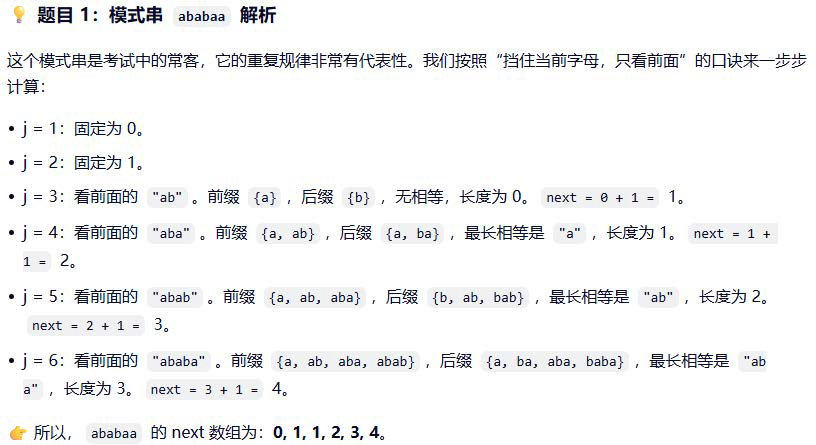 💡 题目 1：模式串 ababaa 解析
这个模式串是考试中的常客，它的重复规律非常有代表性。我们按照“挡住当前字母，只看前面”的口诀来一步步
计算：
• j = 1：固定为 0。
• j = 2：固定为 1。
• j = 3：看前面的 "ab" 。前缀 {a} ，后缀 {b} ，无相等，长度为 0。 next = 0 + 1 = 1。
• j = 4：看前面的 "aba" 。前缀 {a, ab} ，后缀 {a, ba} ，最长相等是 "a" ，长度为 1。 next = 1 +
1 = 2。
• j = 5：看前面的 "abab" 。前缀 {a, ab, aba} ，后缀 {b, ab, bab} ，最长相等是 "ab" ，长度为 2。
next = 2 + 1 = 3。
• j = 6：看前面的 "ababa" 。前缀 {a, ab, aba, abab} ，后缀 {a, ba, aba, baba} ，最长相等是 "ab
a" ，长度为 3。 next = 3 + 1 = 4。
👉 所以， ababaa 的 next 数组为：0, 1, 1, 2, 3, 4。